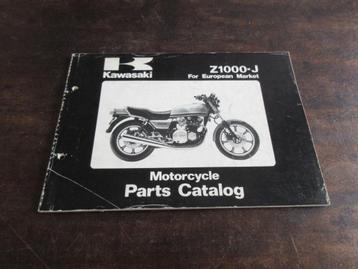 Kawasaki
Z1000-J
For European Market
Motorcycle
Parts Catalog